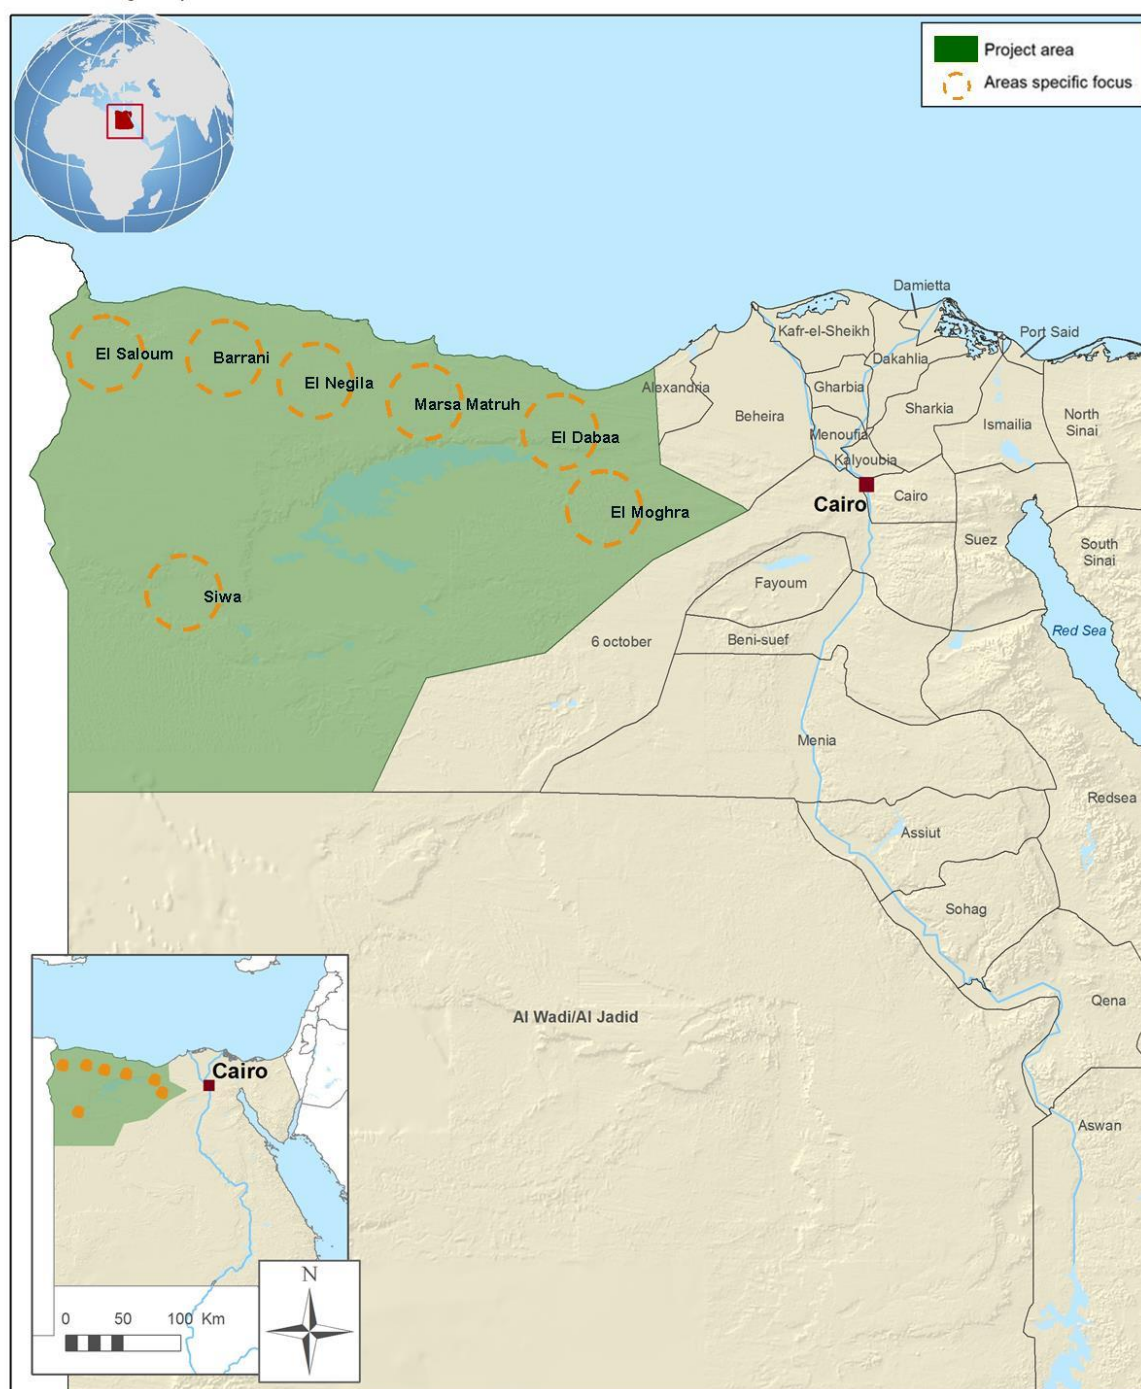 Project area
Areas specific focus
Damietta
Kafr-el-Sheikh
Port Said
Dakahlia
El Saloum
Barrani
El Negila
Marsa Matruh
Alexandria
Gharbia
Beheira
Sharkia
North
Sinai
Ismailia
El Dabaa
Menoufia
Kalyoubia
Cairo
Cairo
El Moghra
Suez
South
Sinai
Fayoum
Siwa
Red Sea
6 october
Beni-suef
Menia
Redsea
Assiut
Sohag
Qena
Al Wadi/Al Jadid
Aswan
Cairo
N
0 50 100 Km